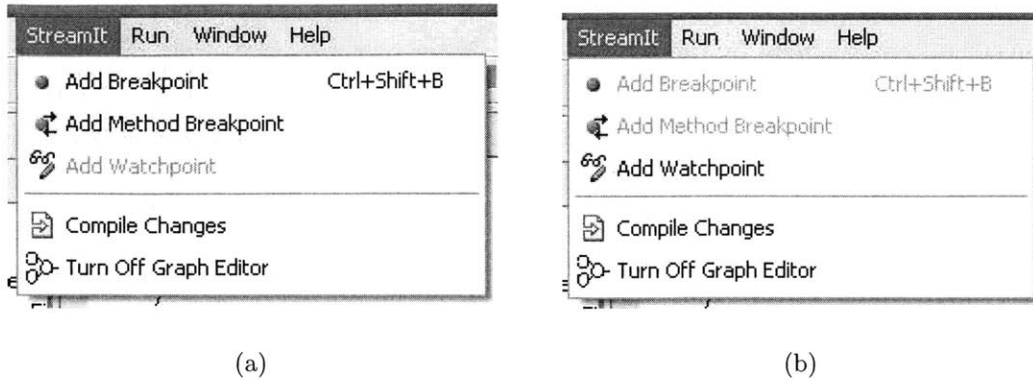 StreamIt Run Window Help
Add Breakpoint Ctrl+Shift+B
Add Method Breakpoint
Add Watchpoint
Compile Changes
Turn Off Graph Editor
(a)
StreamIt Run Window Help
Add Breakpoint Ctrl+Shift+B
Add Method Breakpoint
Add Watchpoint
Compile Changes
Turn Off Graph Editor
(b)